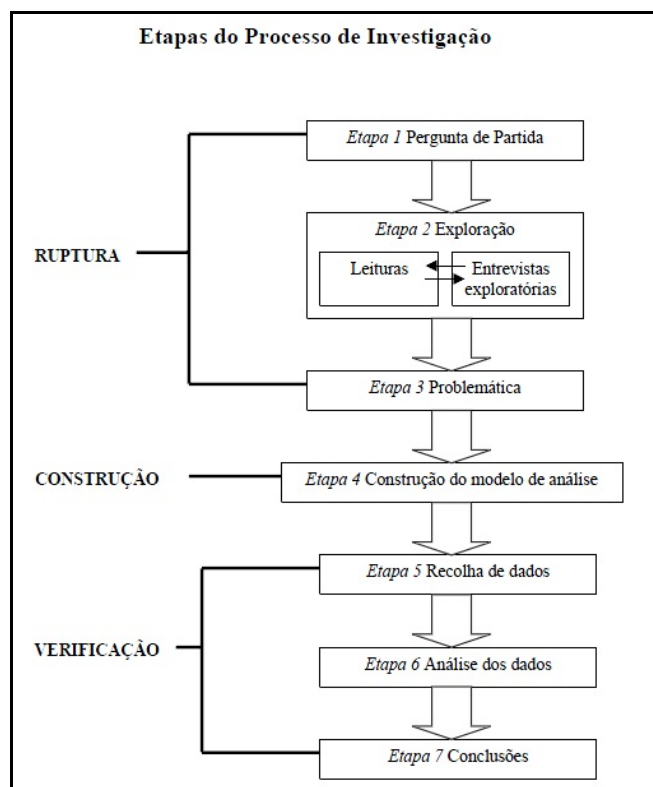 Etapas do Processo de Investigação
Etapa 1 Pergunta de Partida
Etapa 2 Exploração
RUPTURA
Leituras
Entrevistas
exploratórias
Etapa 3 Problemática
CONSTRUÇÃO
Etapa 4 Construção do modelo de análise
Etapa 5 Recolha de dados
VERIFICAÇÃO
Etapa 6 Análise dos dados
Etapa 7 Conclusões